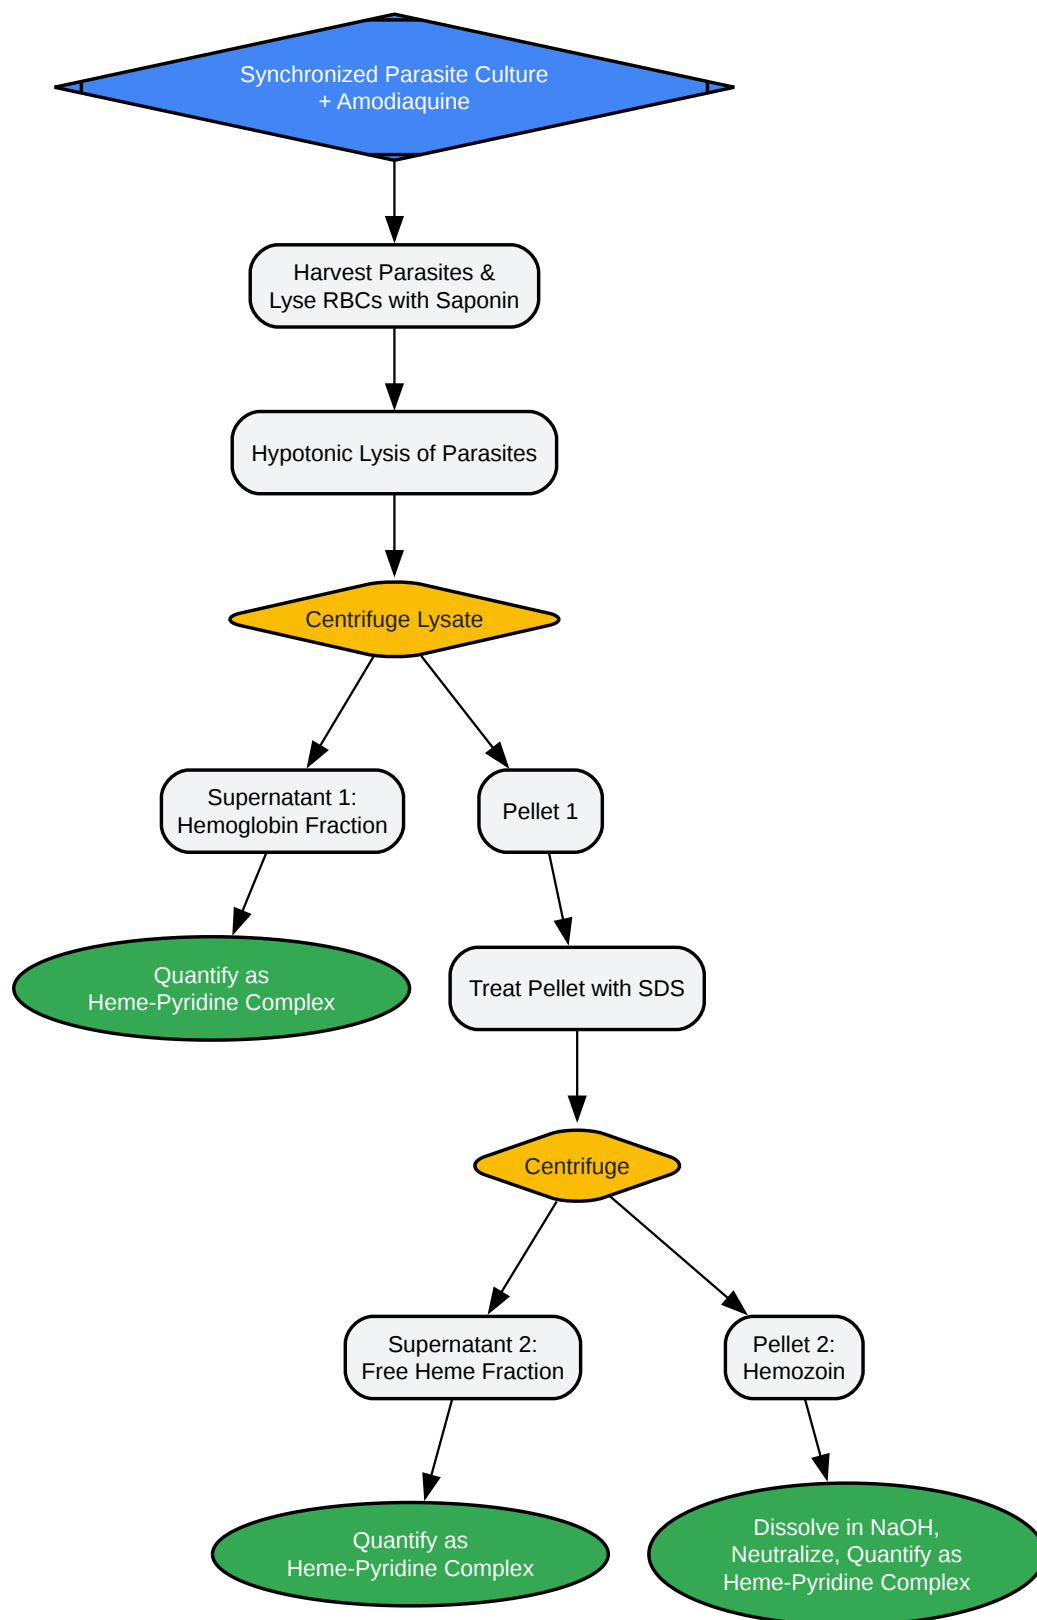 Synchronized Parasite Culture
+ Amodiaquine
Harvest Parasites &
Lyse RBCs with Saponin
Hypotonic Lysis of Parasites
Centrifuge Lysate
Supernatant 1:
Hemoglobin Fraction
Pellet 1
Quantify as
Heme-Pyridine Complex
Treat Pellet with SDS
Centrifuge
Supernatant 2:
Free Heme Fraction
Pellet 2:
Hemozoin
Quantify as
Heme-Pyridine Complex
Dissolve in NaOH,
Neutralize, Quantify as
Heme-Pyridine Complex